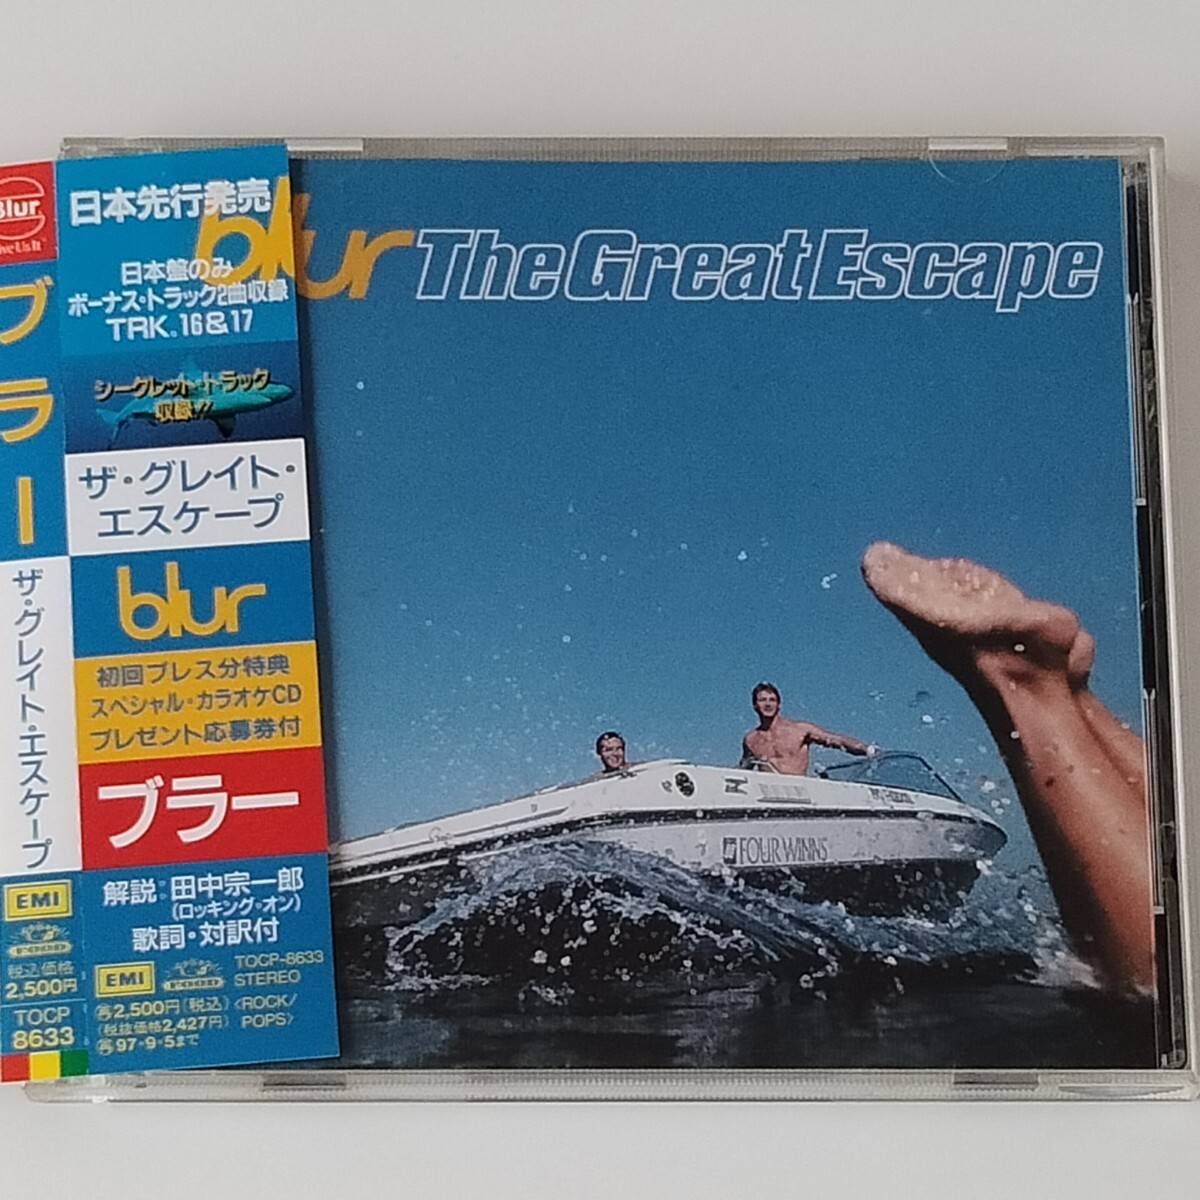 Blur
ive Us It™
ブラー
ザ・グレイト・エスケープ
EMI
税込価格
2,500円
TOCP
8633
日本先行発売
日本盤のみ
ボーナス・トラック2曲収録
TRK. 16&17
シークレット・トラック
収録!!
ザ・グレイト・
エスケープ
blur
初回プレス分特典
スペシャル・カラオケCD
プレゼント応募券付
ブラー
解説:田中宗一郎
(ロッキング・オン)
歌詞・対訳付
EMI
TOCP-8633
STEREO
再2,500円(税込)〈ROCK/
(税抜価格2,427円) POPS〉
再97・9・5まで
blur The Great Escape
FOUR WINNS